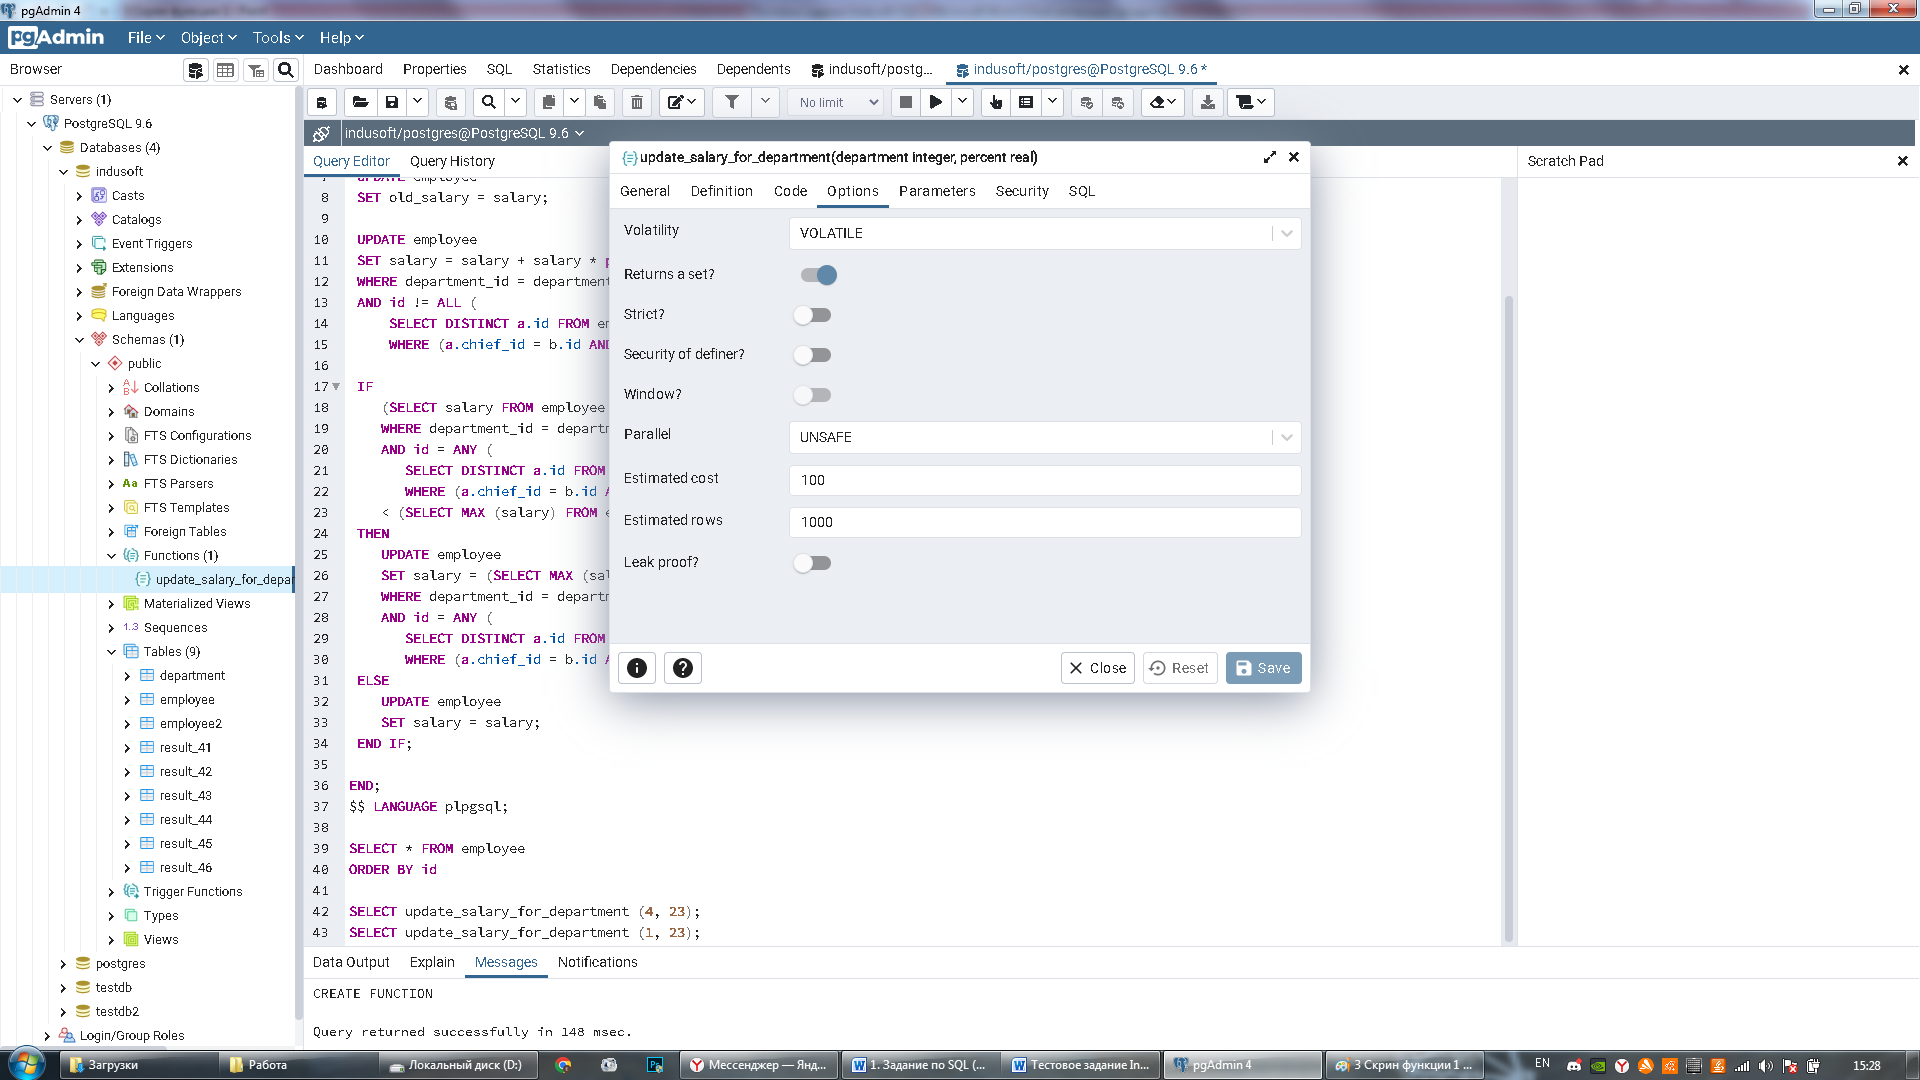 pgAdmin 4
pgAdmin File Object Tools Help
Browser
Dashboard Properties SQL Statistics Dependencies Dependents indusoft/postg... indusoft/postgres@PostgreSQL 9.6 *
No limit
indusoft/postgres@PostgreSQL 9.6
Query Editor Query History
Scratch Pad
Servers (1)
PostgreSQL 9.6
Databases (4)
indusoft
Casts
Catalogs
Event Triggers
Extensions
Foreign Data Wrappers
Languages
Schemas (1)
public
Collations
Domains
FTS Configurations
FTS Dictionaries
Aa FTS Parsers
FTS Templates
Foreign Tables
Functions (1)
update_salary_for_depar
Materialized Views
1.3 Sequences
Tables (9)
department
employee
employee2
result_41
result_42
result_43
result_44
result_45
result_46
Trigger Functions
Types
Views
postgres
testdb
testdb2
Login/Group Roles
7 UPDATE employee
8 SET old_salary = salary;
9
10 UPDATE employee
11 SET salary = salary + salary * p
12 WHERE department_id = department
13 AND id != ALL (
14 SELECT DISTINCT a.id FROM em
15 WHERE (a.chief_id = b.id AND
16
17 IF
18 (SELECT salary FROM employee
19 WHERE department_id = departm
20 AND id = ANY (
21 SELECT DISTINCT a.id FROM
22 WHERE (a.chief_id = b.id A
23 < (SELECT MAX (salary) FROM e
24 THEN
25 UPDATE employee
26 SET salary = (SELECT MAX (sal
27 WHERE department_id = departm
28 AND id = ANY (
29 SELECT DISTINCT a.id FROM
30 WHERE (a.chief_id = b.id A
31 ELSE
32 UPDATE employee
33 SET salary = salary;
34 END IF;
35
36 END;
37 $$ LANGUAGE plpgsql;
38
39 SELECT * FROM employee
40 ORDER BY id
41
42 SELECT update_salary_for_department (4, 23);
43 SELECT update_salary_for_department (1, 23);
update_salary_for_department(department integer, percent real)
General Definition Code Options Parameters Security SQL
Volatility VOLATILE
Returns a set?
Strict?
Security of definer?
Window?
Parallel UNSAFE
Estimated cost 100
Estimated rows 1000
Leak proof?
Close Reset Save
Data Output Explain Messages Notifications
CREATE FUNCTION
Query returned successfully in 148 msec.
Загрузки Работа Локальный диск (D:) Мессенджер — Янд... 1. Задание по SQL (... Тестовое задание In... pgAdmin 4 3 Скрин функции 1 ... EN 15:28